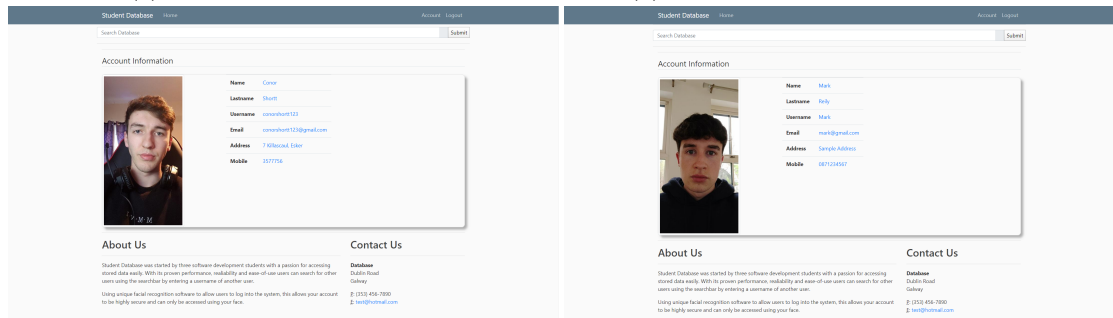 Student Database Home Account Logout
Search Database Submit
Account Information
Name Conor
Lastname Shortt
Username conorshortt123
Email conorshortt123@gmail.com
Address 7 Killascaul, Esker
Mobile 3577756
About Us
Student Database was started by three software development students with a passion for accessing
stored data easily. With its proven performance, realiability and ease-of-use users can search for other
users using the searchbar by entering a username of another user.
Using unique facial recognition software to allow users to log into the system, this allows your account
to be highly secure and can only be accessed using your face.
Contact Us
Database
Dublin Road
Galway
P: (353) 456-7890
E: test@hotmail.com
Student Database Home Account Logout
Search Database Submit
Account Information
Name Mark
Lastname Reily
Username Mark
Email mark@gmail.com
Address Sample Address
Mobile 0871234567
About Us
Student Database was started by three software development students with a passion for accessing
stored data easily. With its proven performance, realiability and ease-of-use users can search for other
users using the searchbar by entering a username of another user.
Using unique facial recognition software to allow users to log into the system, this allows your account
to be highly secure and can only be accessed using your face.
Contact Us
Database
Dublin Road
Galway
P: (353) 456-7890
E: test@hotmail.com